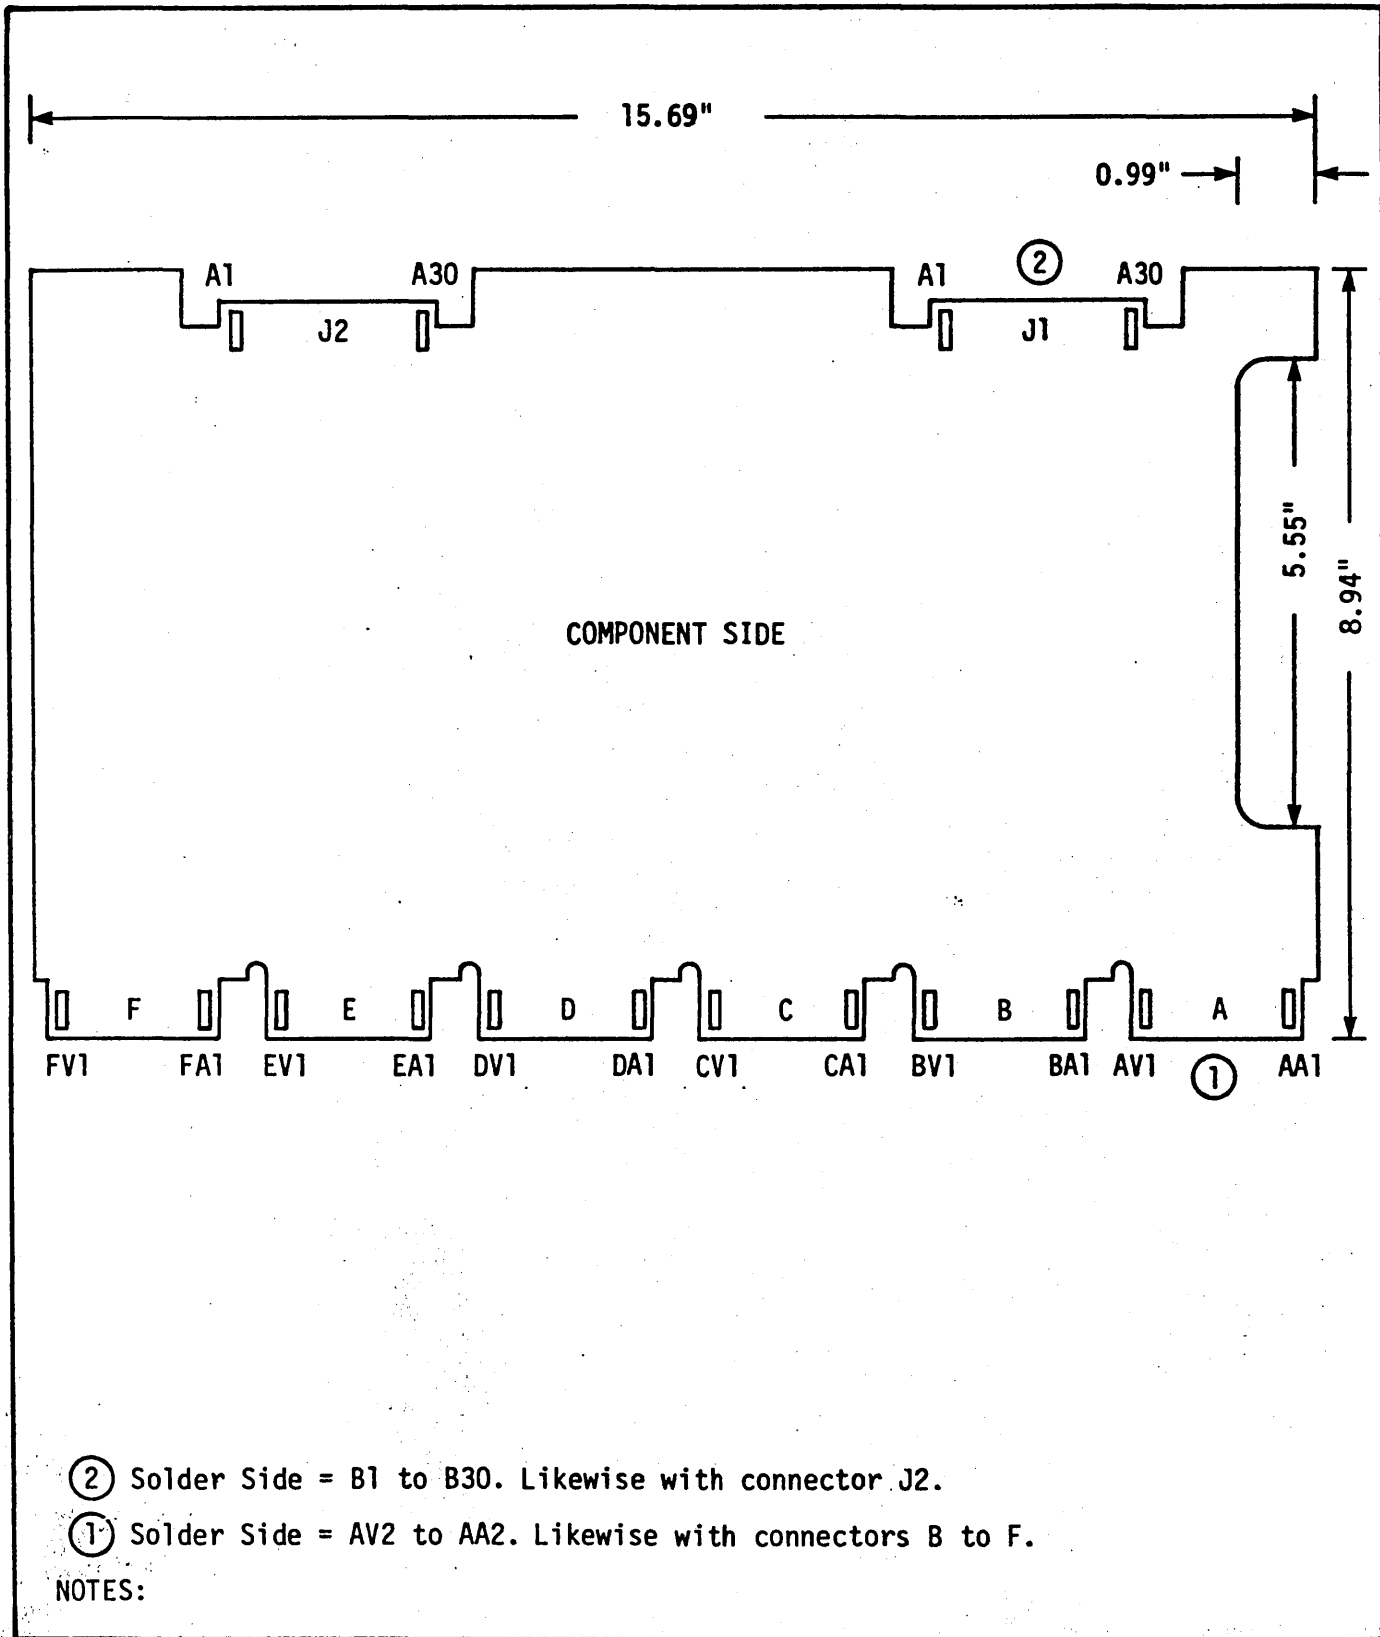 15.69"
0.99"
A1 A30 A1 2 A30
J2 J1
5.55"
8.94"
COMPONENT SIDE
F E D C B A
FV1 FA1 EV1 EA1 DV1 DA1 CV1 CA1 BV1 BA1 AV1 1 AA1
2 Solder Side = B1 to B30. Likewise with connector J2.
1 Solder Side = AV2 to AA2. Likewise with connectors B to F.
NOTES: